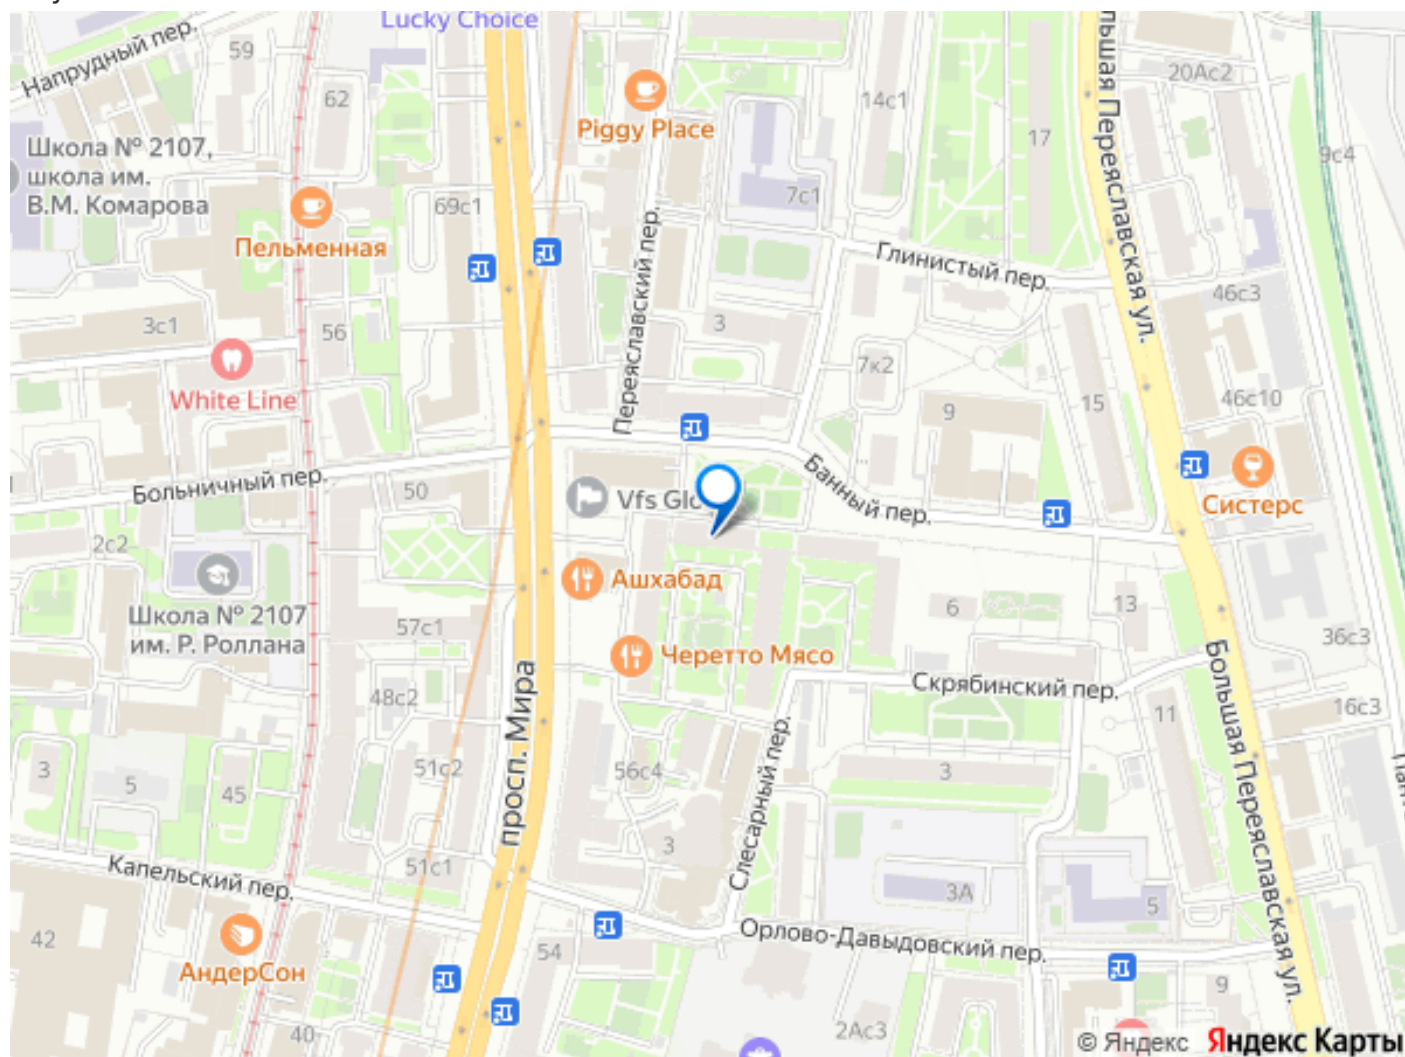 Lucky Choice
Напрудный пер.
59
62
Piggy Place
14с1
20Ас2
17
9с4
Школа № 2107,
школа им.
В.М. Комарова
Пельменная
69с1
7с1
Переяславский пер.
Глинистый пер.
льшая Переяславская ул.
46с3
3с1
56
3
White Line
7к2
9
15
46с10
Больничный пер.
50
Vfs Glo
Банный пер.
Систерс
2с2
Ашхабад
Школа № 2107
им. Р. Роллана
57с1
6
13
36с3
Черетто Мясо
просп. Мира
Скрябинский пер.
48с2
11
16с3
Большая Переяславская ул.
3
5
45
51с2
56с4
Слесарный пер.
3
3
Капельский пер.
51с1
3А
5
42
АндерСон
54
Орлово-Давыдовский пер.
9
40
2Ас3
© Яндекс Яндекс Карты